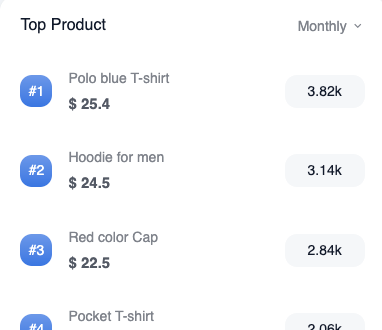 Top Product
Monthly
#1
Polo blue T-shirt
$ 25.4
3.82k
#2
Hoodie for men
$ 24.5
3.14k
#3
Red color Cap
$ 22.5
2.84k
#4
Pocket T-shirt
2.06k